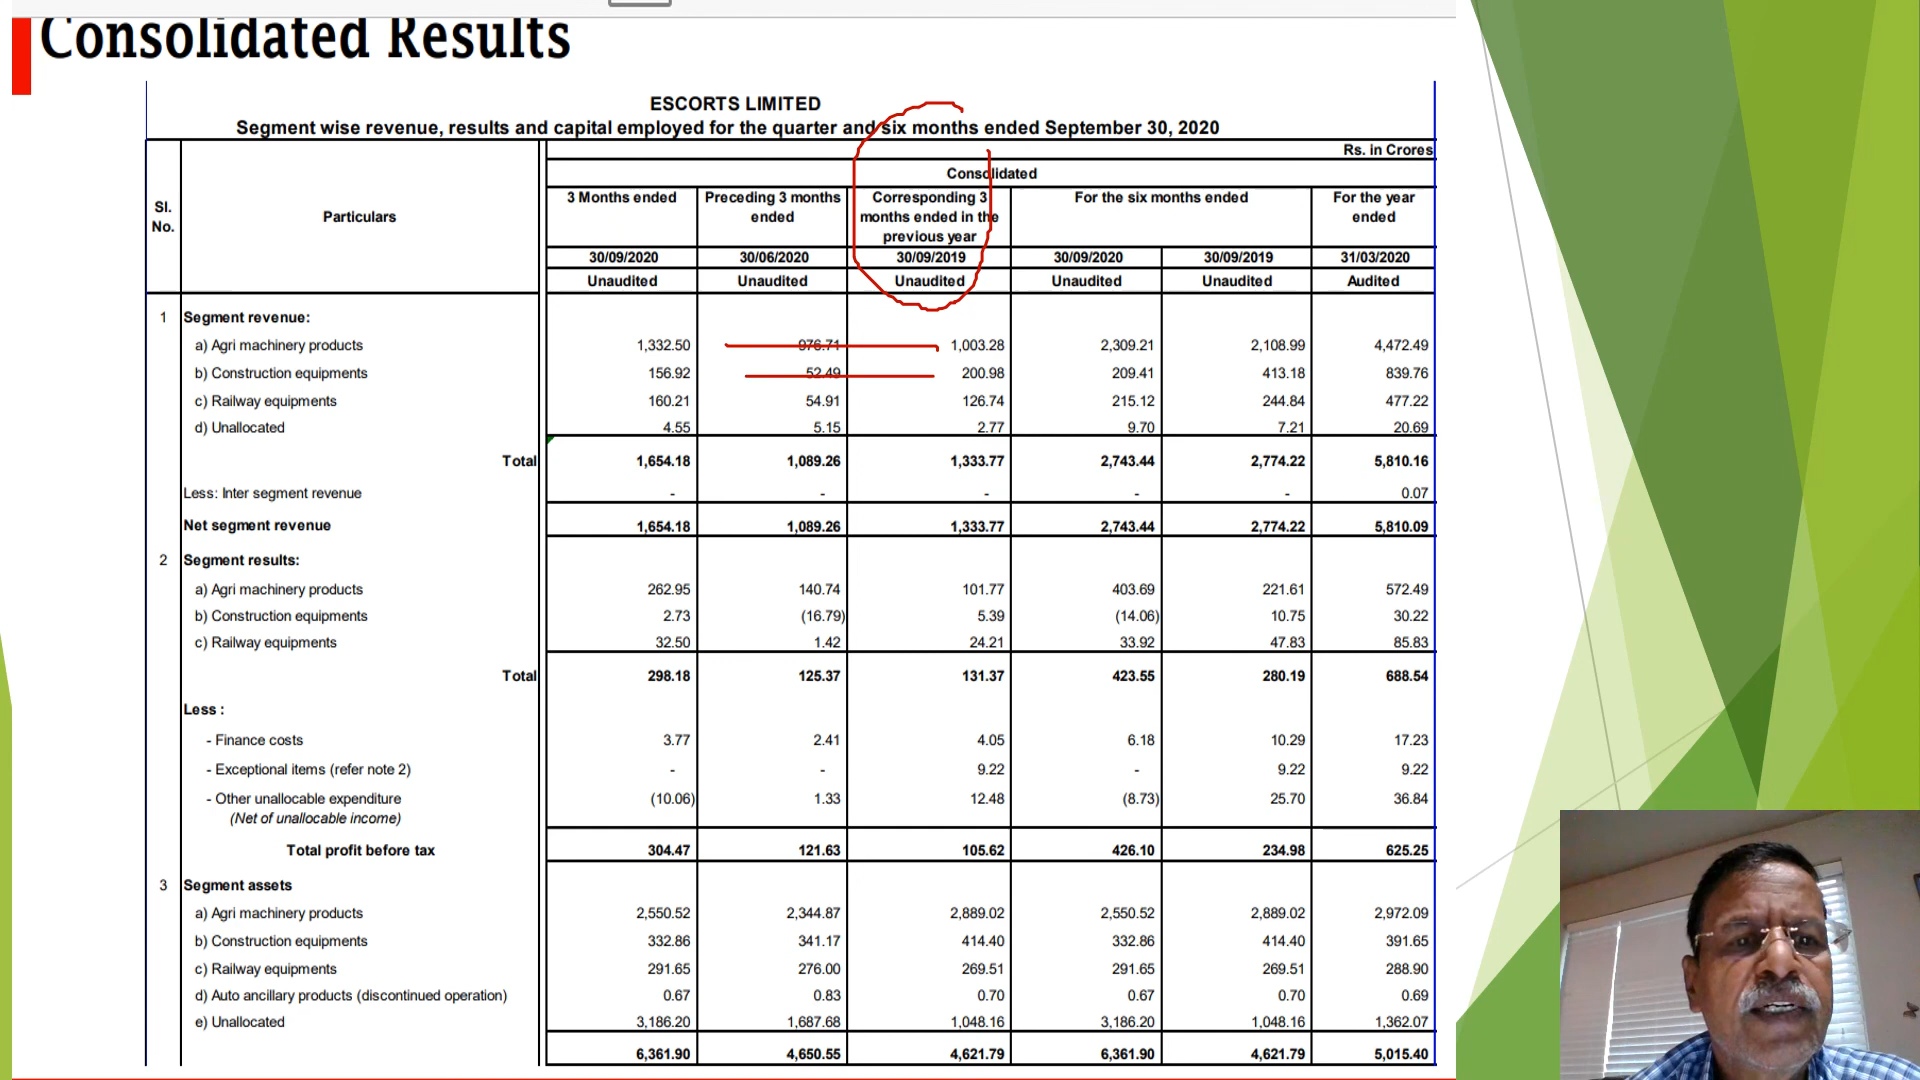 Consolidated Results
ESCORTS LIMITED
Segment wise revenue, results and capital employed for the quarter and six months ended September 30, 2020
Rs. in Crores
Sl. No. Particulars Consolidated
3 Months ended Preceding 3 months ended Corresponding 3 months ended in the previous year For the six months ended For the year ended
30/09/2020 30/06/2020 30/09/2019 30/09/2020 30/09/2019 31/03/2020
Unaudited Unaudited Unaudited Unaudited Unaudited Audited
1 Segment revenue:
a) Agri machinery products 1,332.50 976.71 1,003.28 2,309.21 2,108.99 4,472.49
b) Construction equipments 156.92 52.49 200.98 209.41 413.18 839.76
c) Railway equipments 160.21 54.91 126.74 215.12 244.84 477.22
d) Unallocated 4.55 5.15 2.77 9.70 7.21 20.69
Total 1,654.18 1,089.26 1,333.77 2,743.44 2,774.22 5,810.16
Less: Inter segment revenue - - - - - 0.07
Net segment revenue 1,654.18 1,089.26 1,333.77 2,743.44 2,774.22 5,810.09
2 Segment results:
a) Agri machinery products 262.95 140.74 101.77 403.69 221.61 572.49
b) Construction equipments 2.73 (16.79) 5.39 (14.06) 10.75 30.22
c) Railway equipments 32.50 1.42 24.21 33.92 47.83 85.83
Total 298.18 125.37 131.37 423.55 280.19 688.54
Less :
- Finance costs 3.77 2.41 4.05 6.18 10.29 17.23
- Exceptional items (refer note 2) - - 9.22 - 9.22 9.22
- Other unallocable expenditure (10.06) 1.33 12.48 (8.73) 25.70 36.84
(Net of unallocable income)
Total profit before tax 304.47 121.63 105.62 426.10 234.98 625.25
3 Segment assets
a) Agri machinery products 2,550.52 2,344.87 2,889.02 2,550.52 2,889.02 2,972.09
b) Construction equipments 332.86 341.17 414.40 332.86 414.40 391.65
c) Railway equipments 291.65 276.00 269.51 291.65 269.51 288.90
d) Auto ancillary products (discontinued operation) 0.67 0.83 0.70 0.67 0.70 0.69
e) Unallocated 3,186.20 1,687.68 1,048.16 3,186.20 1,048.16 1,362.07
6,361.90 4,650.55 4,621.79 6,361.90 4,621.79 5,015.40